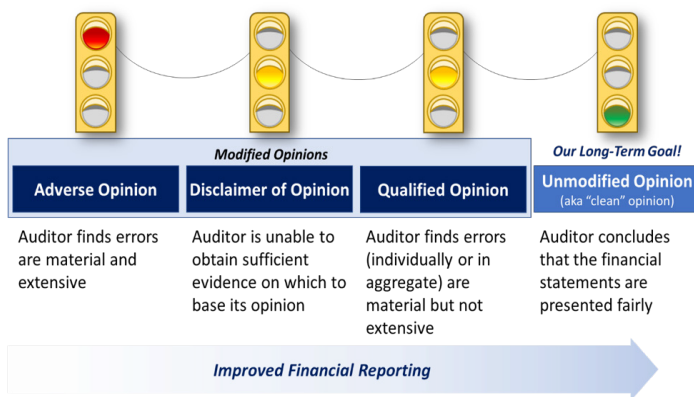 Modified Opinions
Our Long-Term Goal!
Adverse Opinion
Disclaimer of Opinion
Qualified Opinion
Unmodified Opinion
(aka “clean” opinion)
Auditor finds errors
are material and
extensive
Auditor is unable to
obtain sufficient
evidence on which to
base its opinion
Auditor finds errors
(individually or in
aggregate) are
material but not
extensive
Auditor concludes
that the financial
statements are
presented fairly
Improved Financial Reporting